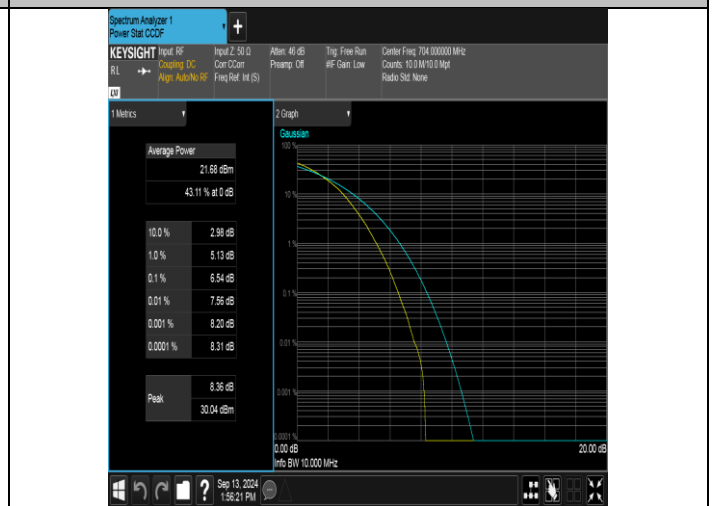 Spectrum Analyzer 1
Power Stat CCDF
+
KEYSIGHT
RL
LXI
Input: RF
Coupling: DC
Align: Auto/No RF
Input Z: 50 Ω
Corr CCorr
Freq Ref: Int (S)
Atten: 46 dB
Preamp: Off
Trig: Free Run
#IF Gain: Low
Center Freq: 704.000000 MHz
Counts: 10.0 M/10.0 Mpt
Radio Std: None
1 Metrics
Average Power
21.68 dBm
43.11 % at 0 dB
10.0 % 2.98 dB
1.0 % 5.13 dB
0.1 % 6.54 dB
0.01 % 7.56 dB
0.001 % 8.20 dB
0.0001 % 8.31 dB
Peak
8.36 dB
30.04 dBm
2 Graph
Gaussian
100 %
10 %
1 %
0.1 %
0.01 %
0.001 %
0.0001 %
0.00 dB
20.00 dB
Info BW 10.000 MHz
?
Sep 13, 2024
1:56:21 PM